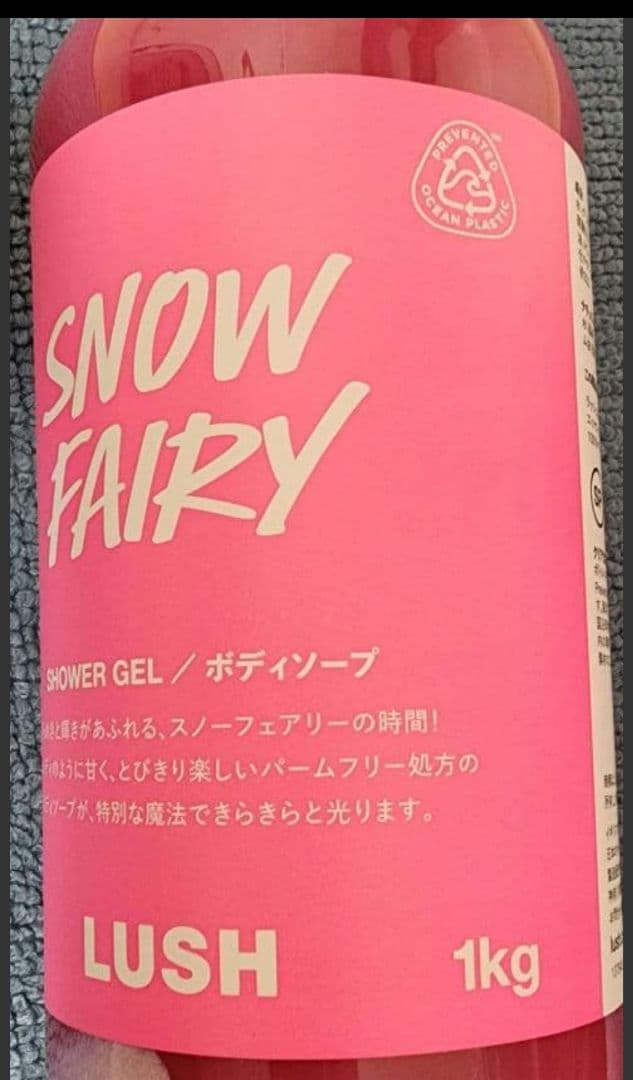 PREVENTED
OCEAN PLASTIC
SNOW
FAIRY
SHOWER GEL / ボディソープ
と輝きがあふれる、スノーフェアリーの時間!
のように甘く、とびきり楽しいパームフリー処方の
ディソープが、特別な魔法できらきらと光ります。
LUSH
1kg